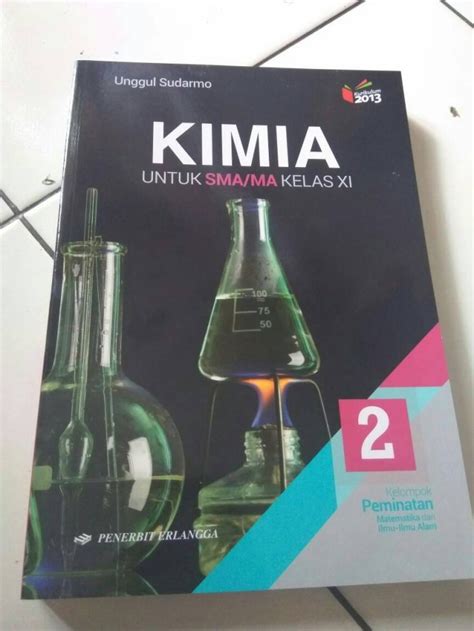 Unggul Sudarmo
Kurikulum
2013
KIMIA
UNTUK SMA/MA KELAS XI
100
75
50
2
Kelompok
Peminatan
Matematika dan
Ilmu-Ilmu Alam
PENERBIT ERLANGGA